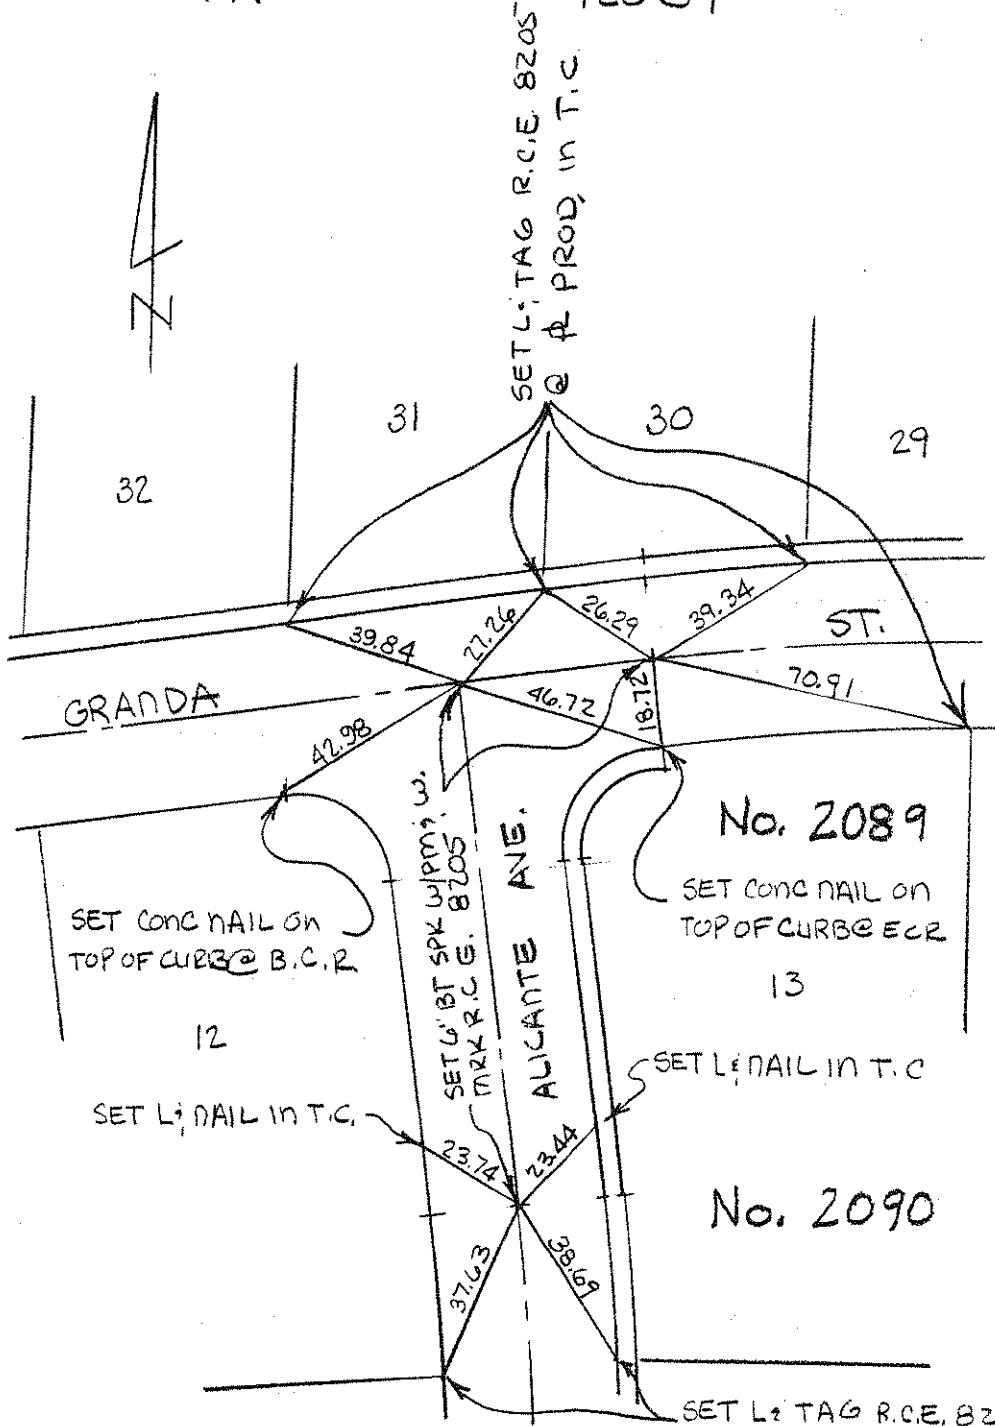 SET L& TAG R.C.E. 8205
@ ℄ PROD, in T.C
N
31
30
29
32
39.84
27.26
26.29
39.34
ST.
GRANDA
46.72
18.72
70.91
42.98
No. 2089
SET CONC NAIL ON
TOP OF CURB @ B.C.R.
SET CONC NAIL ON
TOP OF CURB @ ECR
SET 6" BT SPK W/PM& W.
MRK R.C.E. 8205
ALICANTE AVE.
12
13
SET L& NAIL IN T.C
SET L& NAIL IN T.C.
23.74
23.44
No. 2090
37.63
38.69
SET L& TAG R.C.E. 82